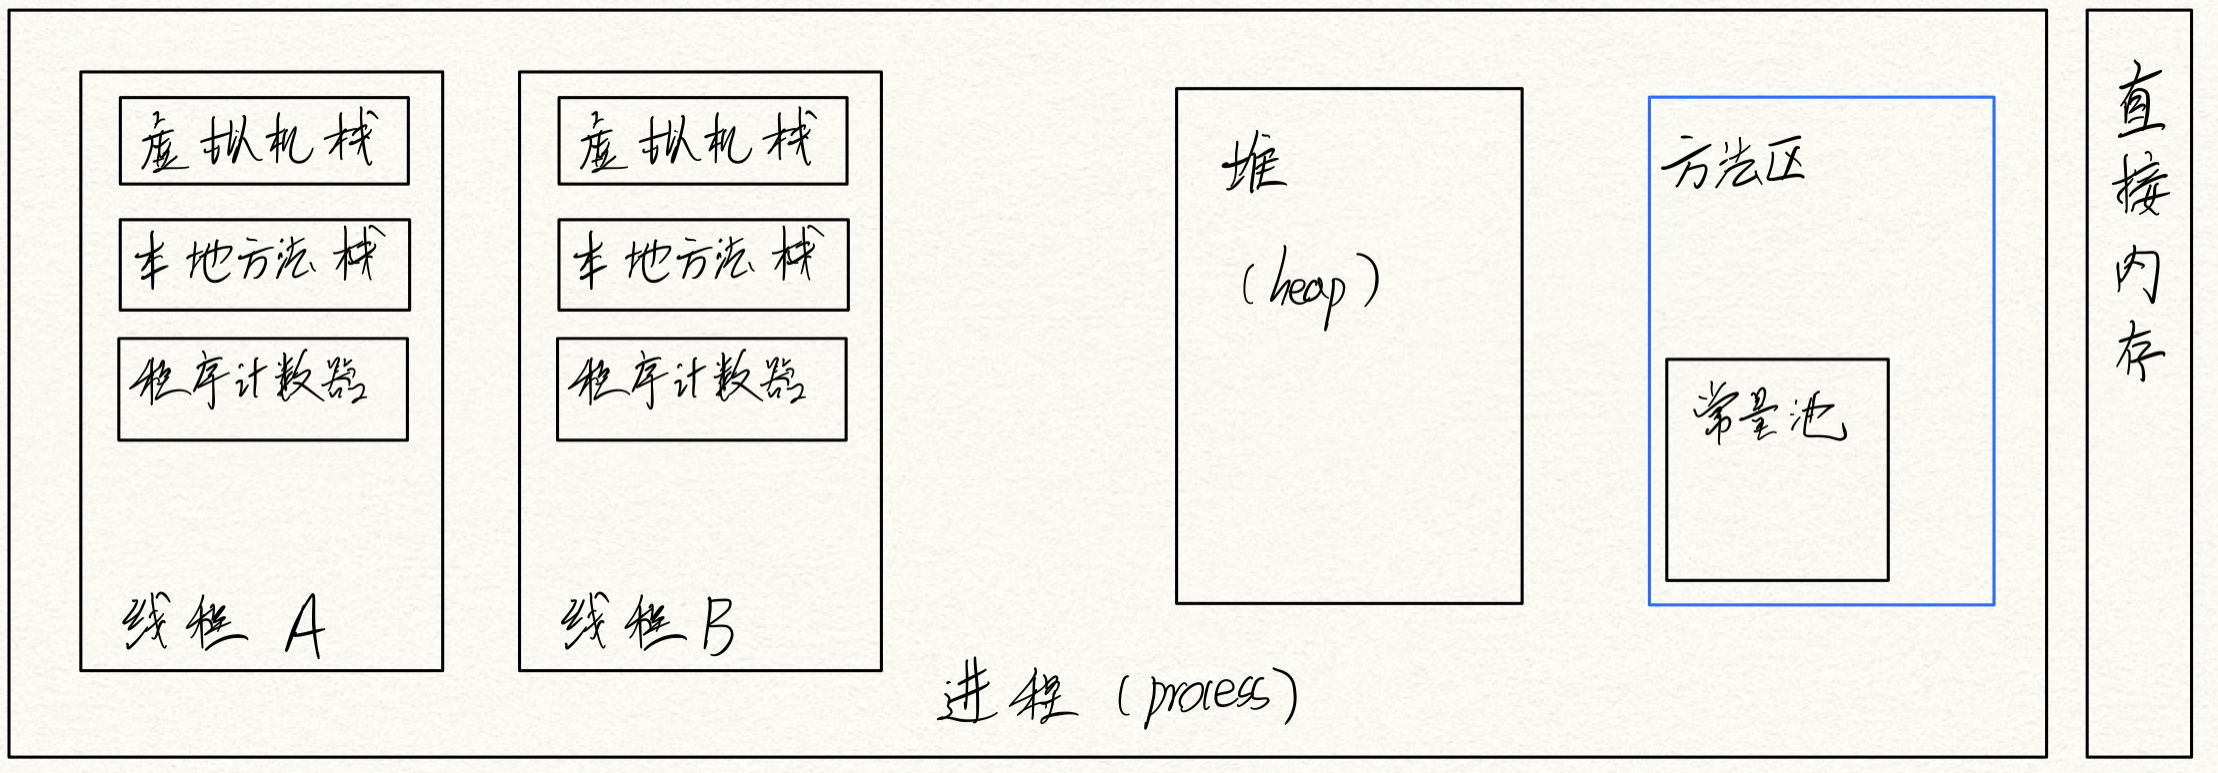 虚拟机栈
本地方法栈
程序计数器
线程 A
虚拟机栈
本地方法栈
程序计数器
线程 B
堆
(heap)
方法区
常量池
进程 (process)
直接内存